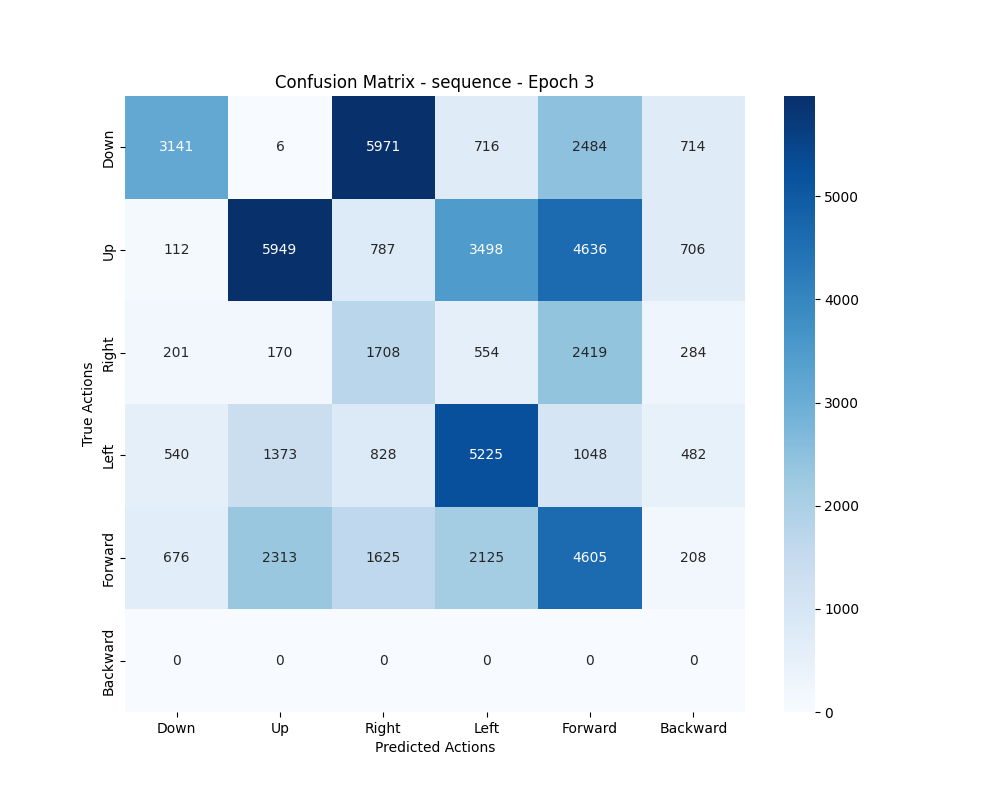 Confusion Matrix - sequence - Epoch 3
True Actions
Down 3141 6 5971 716 2484 714
Up 112 5949 787 3498 4636 706
Right 201 170 1708 554 2419 284
Left 540 1373 828 5225 1048 482
Forward 676 2313 1625 2125 4605 208
Backward 0 0 0 0 0 0
Down Up Right Left Forward Backward
Predicted Actions
5000
4000
3000
2000
1000
0